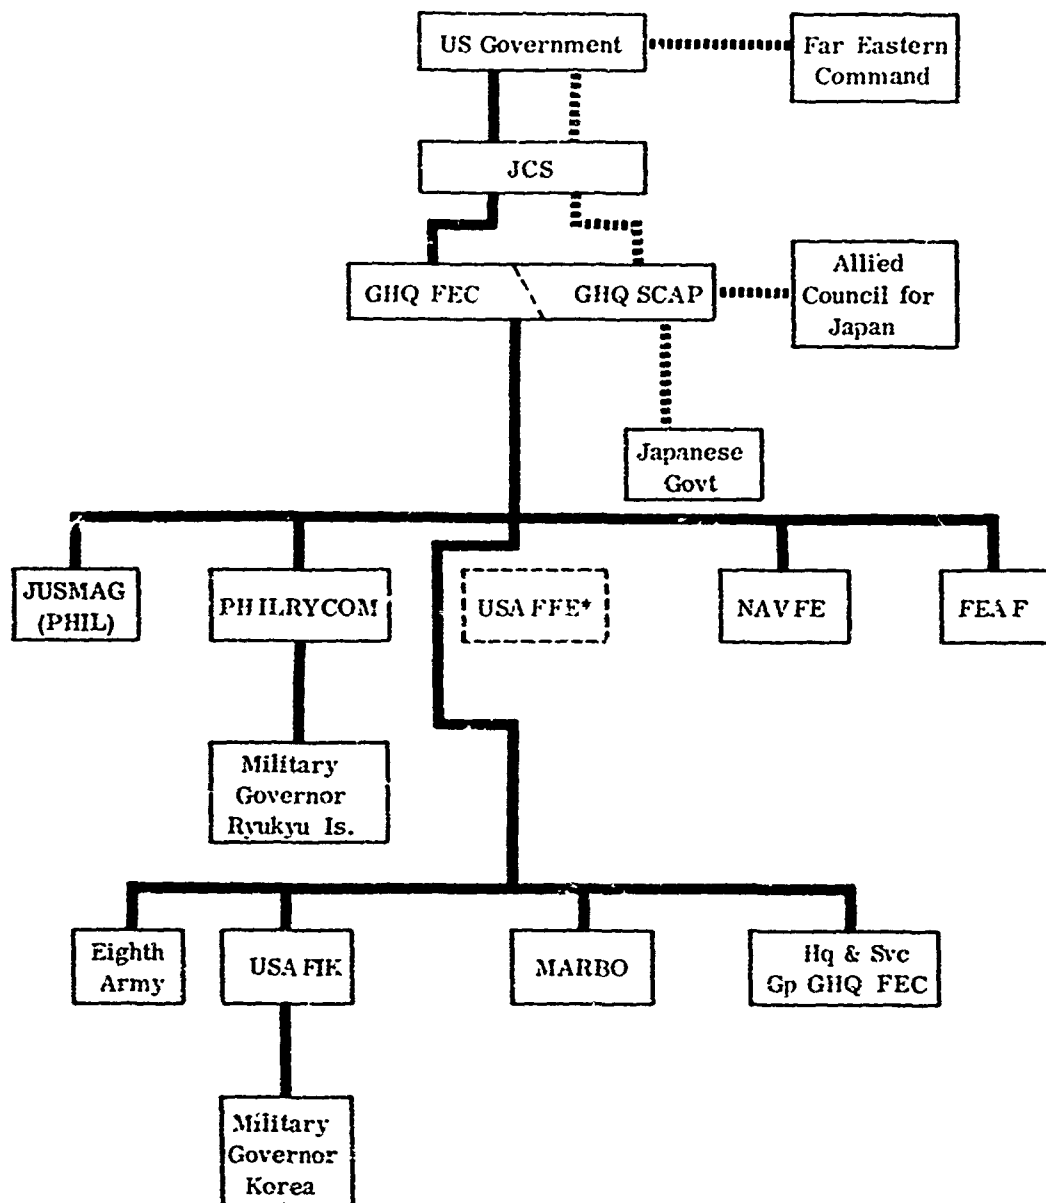 US Government
Far Eastern
Command
JCS
GHQ FEC
GHQ SCAP
Allied
Council for
Japan
Japanese
Govt
JUSMAG
(PHIL)
PHILRYCOM
USAFFE*
NAVFE
FEAF
Military
Governor
Ryukyu Is.
Eighth
Army
USAFIK
MARBO
Hq & Svc
Gp GHQ FEC
Military
Governor
Korea